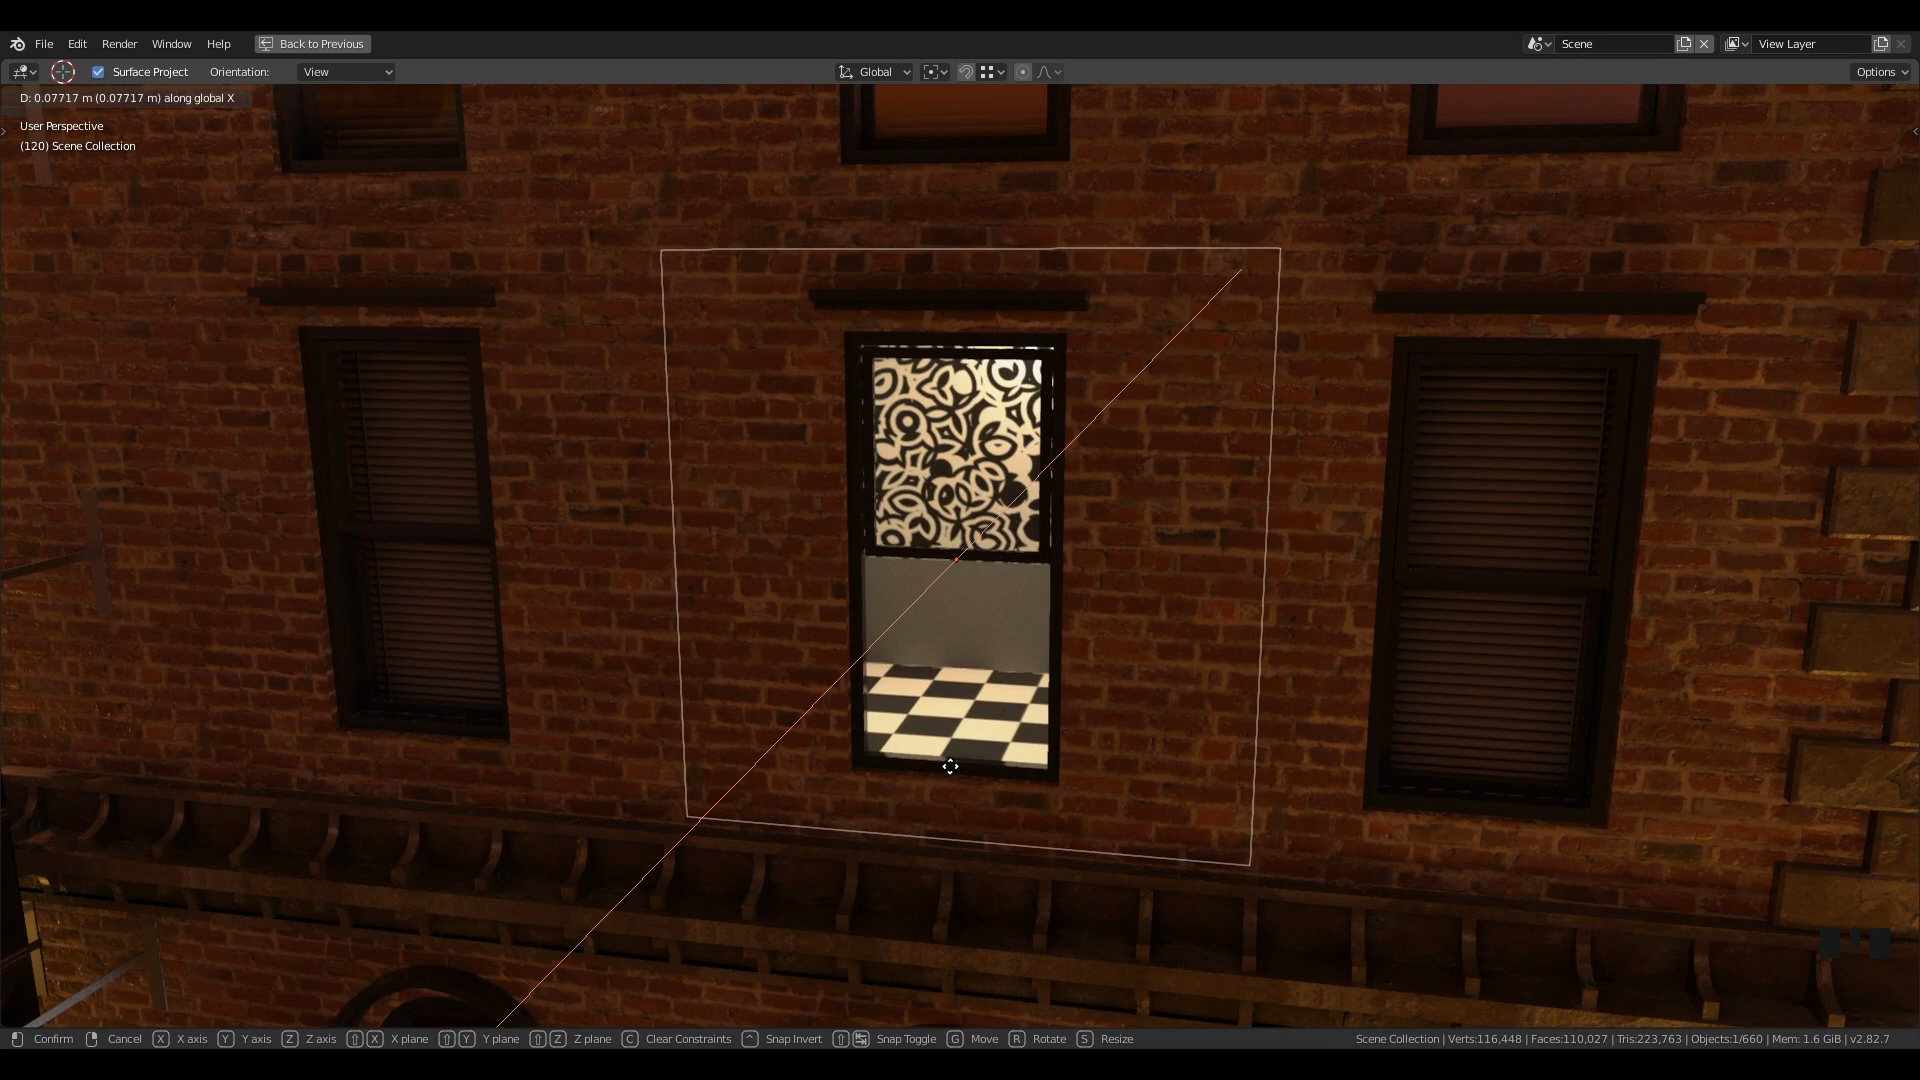 File Edit Render Window Help Back to Previous Scene View Layer
Surface Project Orientation: View Global Options
D: 0.07717 m (0.07717 m) along global X
User Perspective
(120) Scene Collection
Confirm Cancel X X axis Y Y axis Z Z axis X X plane Y Y plane Z Z plane C Clear Constraints Snap Invert Snap Toggle G Move R Rotate S Resize Scene Collection | Verts:116,448 | Faces:110,027 | Tris:223,763 | Objects:1/660 | Mem: 1.6 GiB | v2.82.7